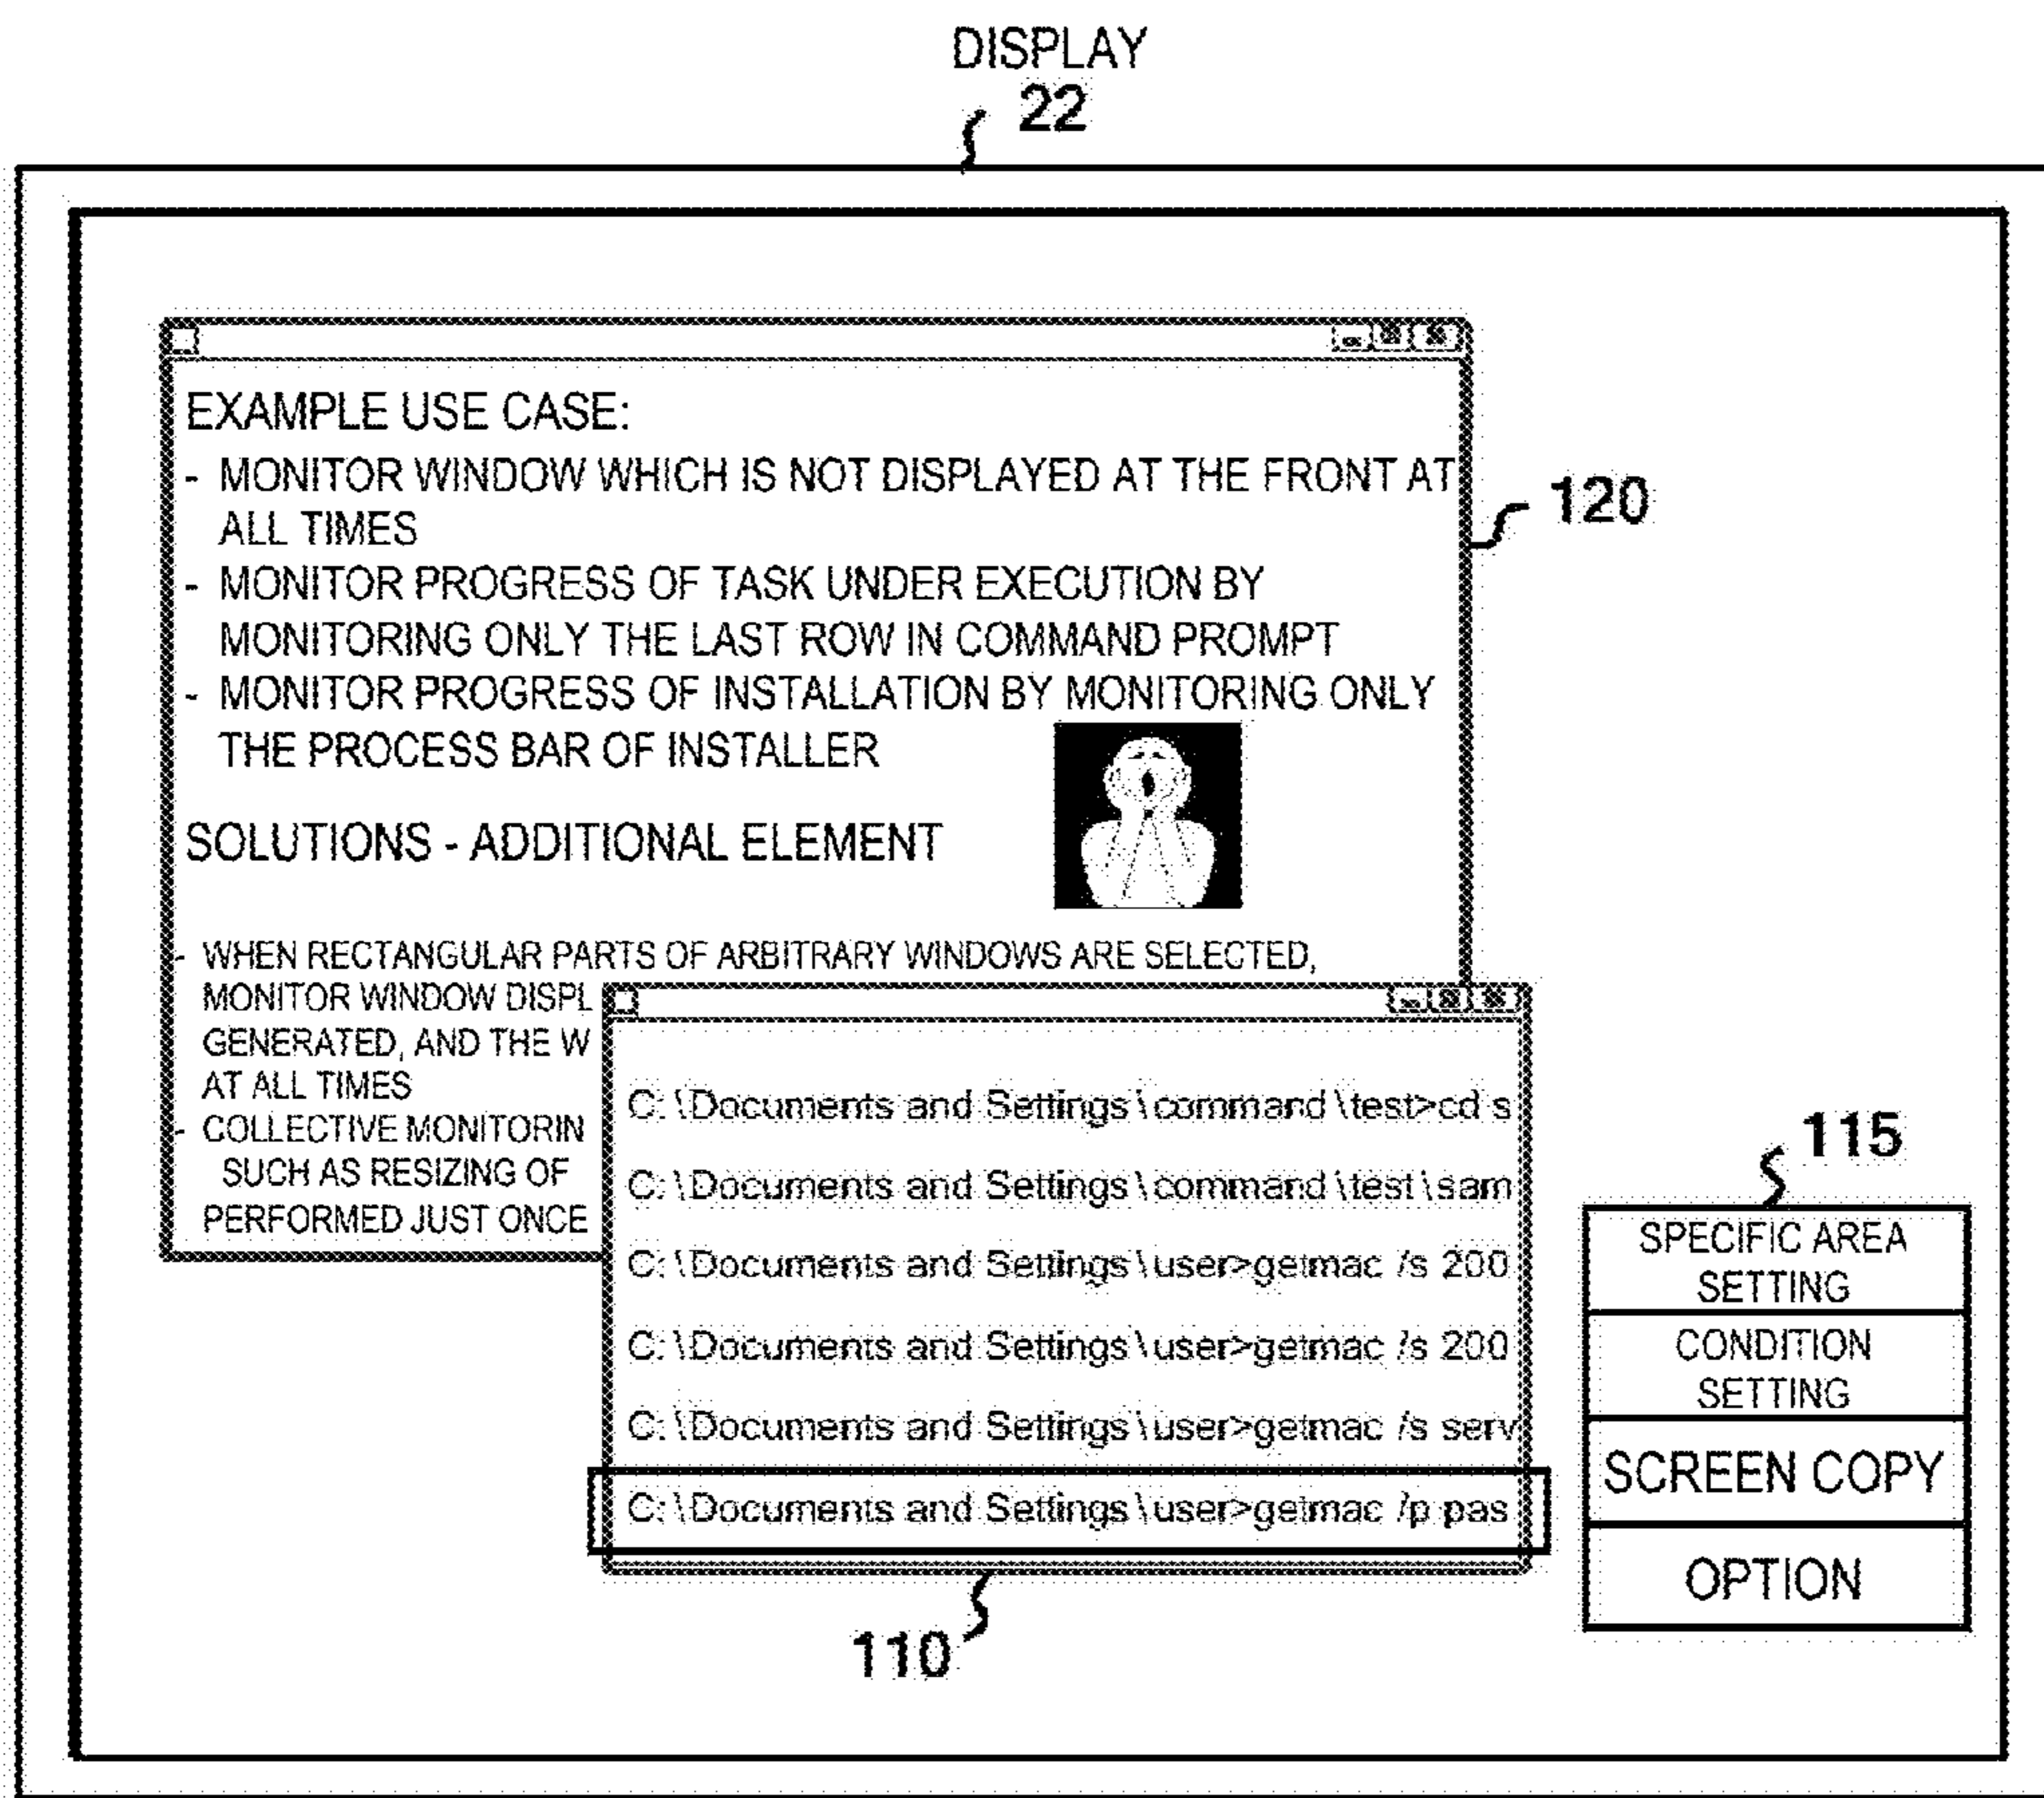 DISPLAY
22
EXAMPLE USE CASE:
- MONITOR WINDOW WHICH IS NOT DISPLAYED AT THE FRONT AT
ALL TIMES
- MONITOR PROGRESS OF TASK UNDER EXECUTION BY
MONITORING ONLY THE LAST ROW IN COMMAND PROMPT
- MONITOR PROGRESS OF INSTALLATION BY MONITORING ONLY
THE PROCESS BAR OF INSTALLER
SOLUTIONS - ADDITIONAL ELEMENT
- WHEN RECTANGULAR PARTS OF ARBITRARY WINDOWS ARE SELECTED,
MONITOR WINDOW DISPL
GENERATED, AND THE W
AT ALL TIMES
- COLLECTIVE MONITORIN
SUCH AS RESIZING OF
PERFORMED JUST ONCE
120
C:\Documents and Settings\command\test>cd s
C:\Documents and Settings\command\test\sam
C:\Documents and Settings\user>getmac /s 200
C:\Documents and Settings\user>getmac /s 200
C:\Documents and Settings\user>getmac /s serv
C:\Documents and Settings\user>getmac /p pas
110
115
SPECIFIC AREA
SETTING
CONDITION
SETTING
SCREEN COPY
OPTION